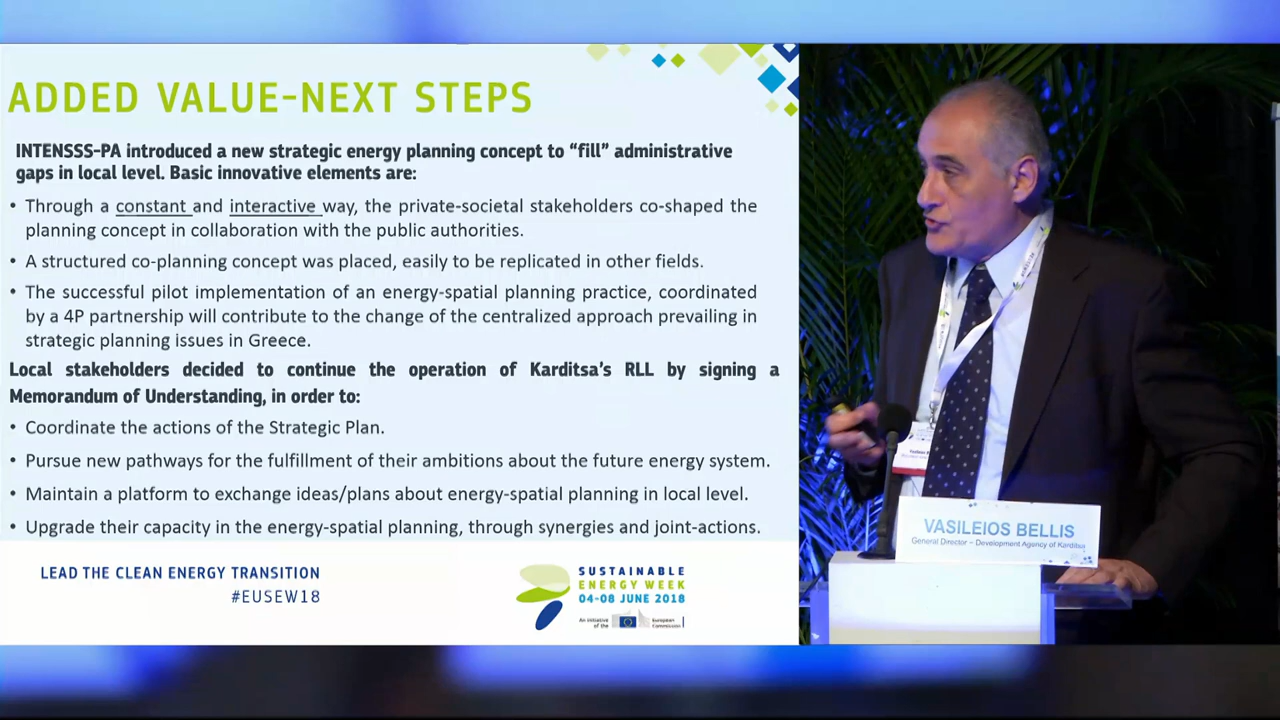 ADDED VALUE-NEXT STEPS
INTENSSS-PA introduced a new strategic energy planning concept to “fill” administrative
gaps in local level. Basic innovative elements are:
• Through a constant and interactive way, the private-societal stakeholders co-shaped the
planning concept in collaboration with the public authorities.
• A structured co-planning concept was placed, easily to be replicated in other fields.
• The successful pilot implementation of an energy-spatial planning practice, coordinated
by a 4P partnership will contribute to the change of the centralized approach prevailing in
strategic planning issues in Greece.
Local stakeholders decided to continue the operation of Karditsa’s RLL by signing a
Memorandum of Understanding, in order to:
• Coordinate the actions of the Strategic Plan.
• Pursue new pathways for the fulfillment of their ambitions about the future energy system.
• Maintain a platform to exchange ideas/plans about energy-spatial planning in local level.
• Upgrade their capacity in the energy-spatial planning, through synergies and joint-actions.
LEAD THE CLEAN ENERGY TRANSITION
#EUSEW18
SUSTAINABLE
ENERGY WEEK
04-08 JUNE 2018
An initiative
of the
European
Commission
VASILEIOS BELLIS
General Director – Development Agency of Karditsa